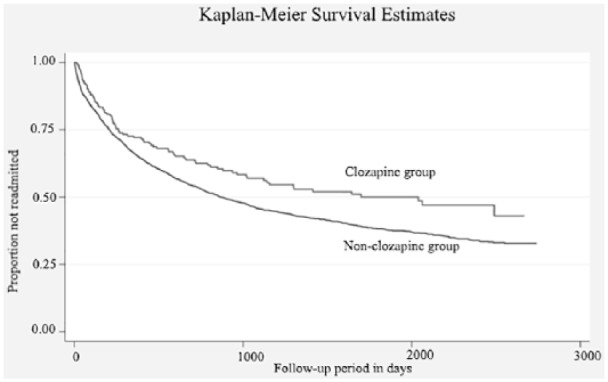 Kaplan-Meier Survival Estimates
1.00
0.75
0.50
0.25
0.00
Proportion not readmitted
Clozapine group
Non-clozapine group
0
1000
2000
3000
Follow-up period in days